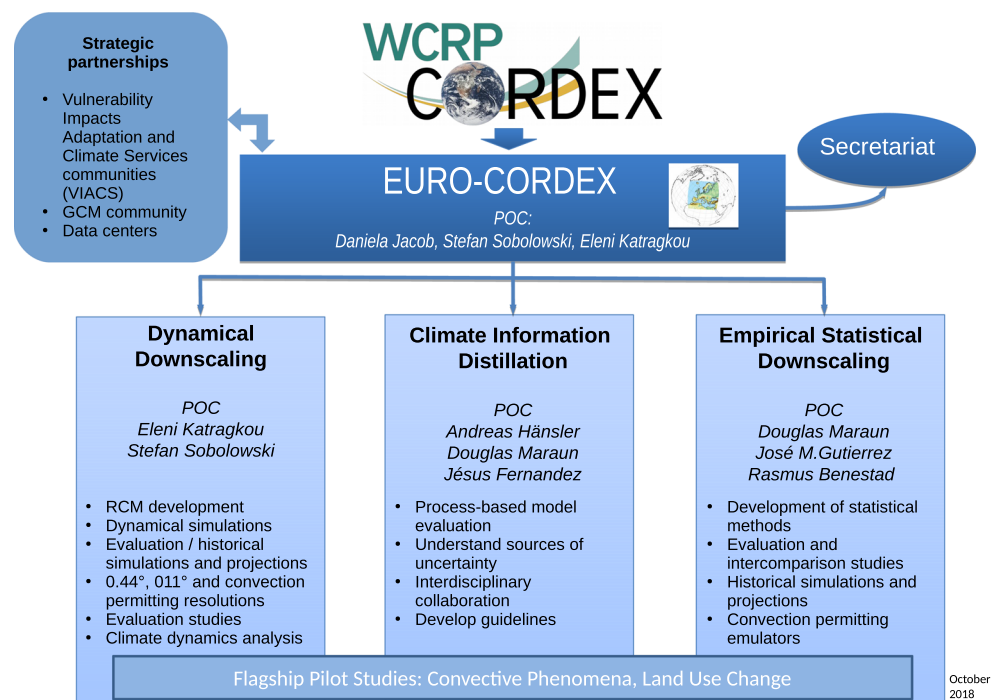 Strategic
partnerships
• Vulnerability
Impacts
Adaptation and
Climate Services
communities
(VIACS)
• GCM community
• Data centers
WCRP
CORDEX
EURO-CORDEX
POC:
Daniela Jacob, Stefan Sobolowski, Eleni Katragkou
Secretariat
Dynamical
Downscaling
POC
Eleni Katragkou
Stefan Sobolowski
• RCM development
• Dynamical simulations
• Evaluation / historical
simulations and projections
• 0.44°, 011° and convection
permitting resolutions
• Evaluation studies
• Climate dynamics analysis
Climate Information
Distillation
POC
Andreas Hänsler
Douglas Maraun
Jésus Fernandez
• Process-based model
evaluation
• Understand sources of
uncertainty
• Interdisciplinary
collaboration
• Develop guidelines
Empirical Statistical
Downscaling
POC
Douglas Maraun
José M.Gutierrez
Rasmus Benestad
• Development of statistical
methods
• Evaluation and
intercomparison studies
• Historical simulations and
projections
• Convection permitting
emulators
Flagship Pilot Studies: Convective Phenomena, Land Use Change
October
2018